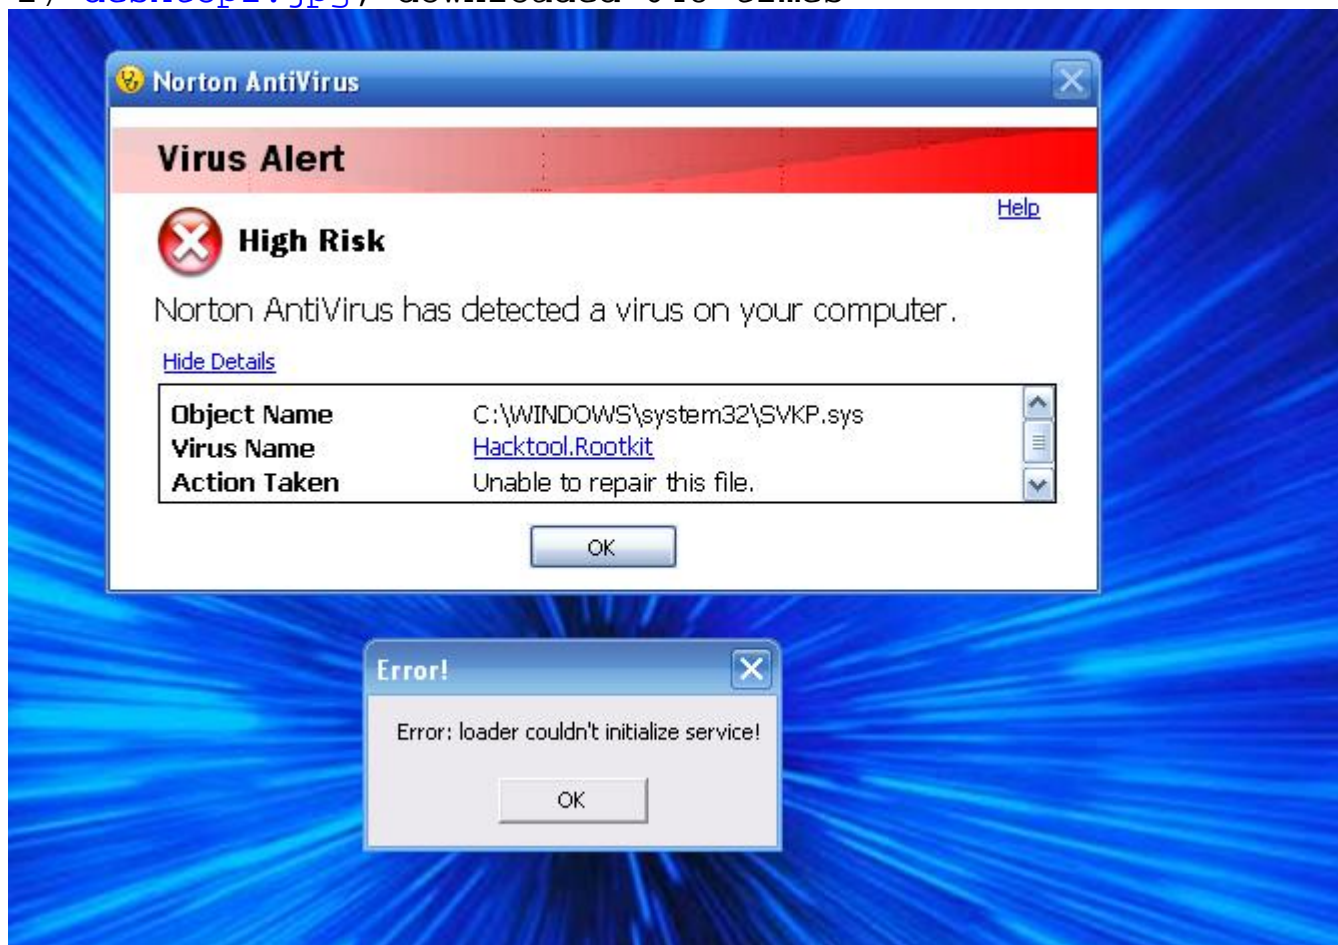 Norton AntiVirus
Virus Alert
Help
High Risk
Norton AntiVirus has detected a virus on your computer.
Hide Details
Object Name C:\WINDOWS\system32\SVKP.sys
Virus Name Hacktool.Rootkit
Action Taken Unable to repair this file.
OK
Error!
Error: loader couldn't initialize service!
OK